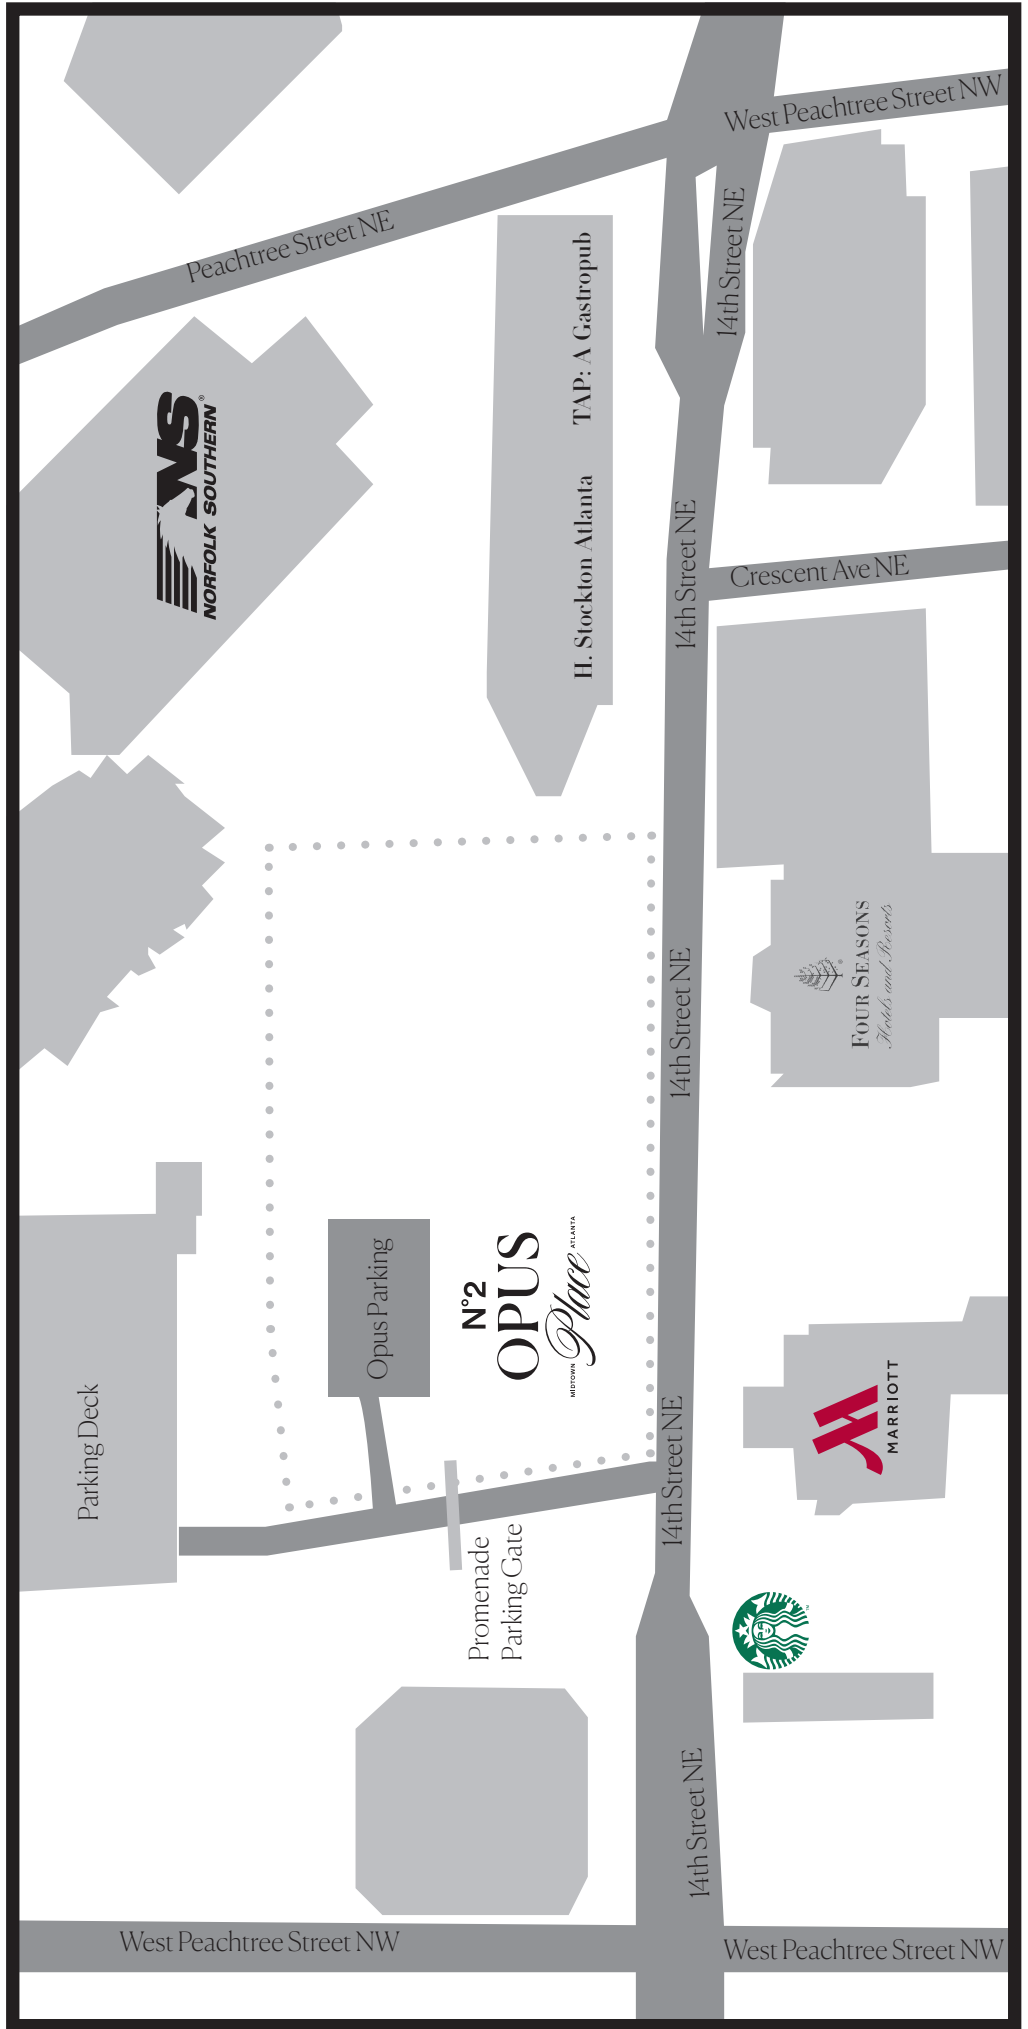 West Peachtree Street NW
Peachtree Street NE
14th Street NE
TAP: A Gastropub
H. Stockton Atlanta
NS®
NORFOLK SOUTHERN
14th Street NE
Crescent Ave NE
14th Street NE
FOUR SEASONS
Hotels and Resorts
Opus Parking
N°2
OPUS
MIDTOWN Place ATLANTA
Parking Deck
14th Street NE
MARRIOTT
Promenade
Parking Gate
14th Street NE
West Peachtree Street NW
West Peachtree Street NW